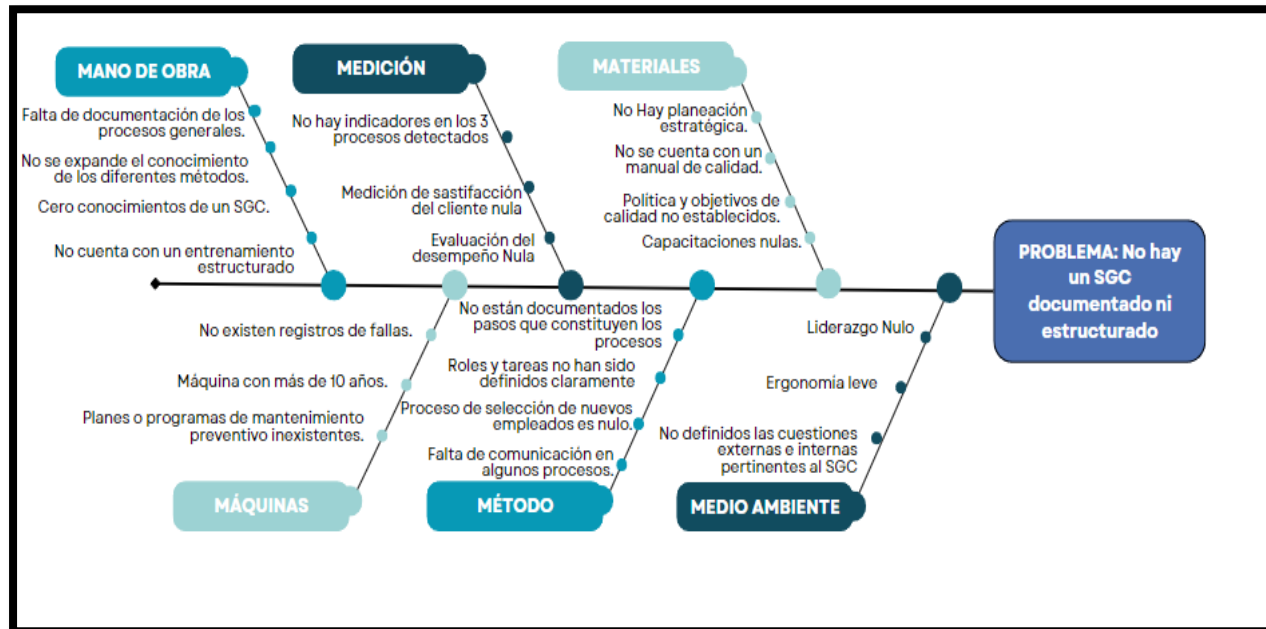 MANO DE OBRA
Falta de documentación de los
procesos generales.
No se expande el conocimiento
de los diferentes métodos.
Cero conocimientos de un SGC.
No cuenta con un entrenamiento
estructurado
MEDICIÓN
No hay indicadores en los 3
procesos detectados
Medición de sastifacción
del cliente nula
Evaluación del
desempeño Nula
MATERIALES
No Hay planeación
estratégica.
No se cuenta con un
manual de calidad.
Política y objetivos de
calidad no establecidos.
Capacitaciones nulas.
PROBLEMA: No hay
un SGC
documentado ni
estructurado
No existen registros de fallas.
Máquina con más de 10 años.
Planes o programas de mantenimiento
preventivo inexistentes.
MÁQUINAS
No están documentados los
pasos que constituyen los
procesos
Roles y tareas no han sido
definidos claramente
Proceso de selección de nuevos
empleados es nulo.
Falta de comunicación en
algunos procesos.
MÉTODO
Liderazgo Nulo
Ergonomía leve
No definidos las cuestiones
externas e internas
pertinentes al SGC
MEDIO AMBIENTE